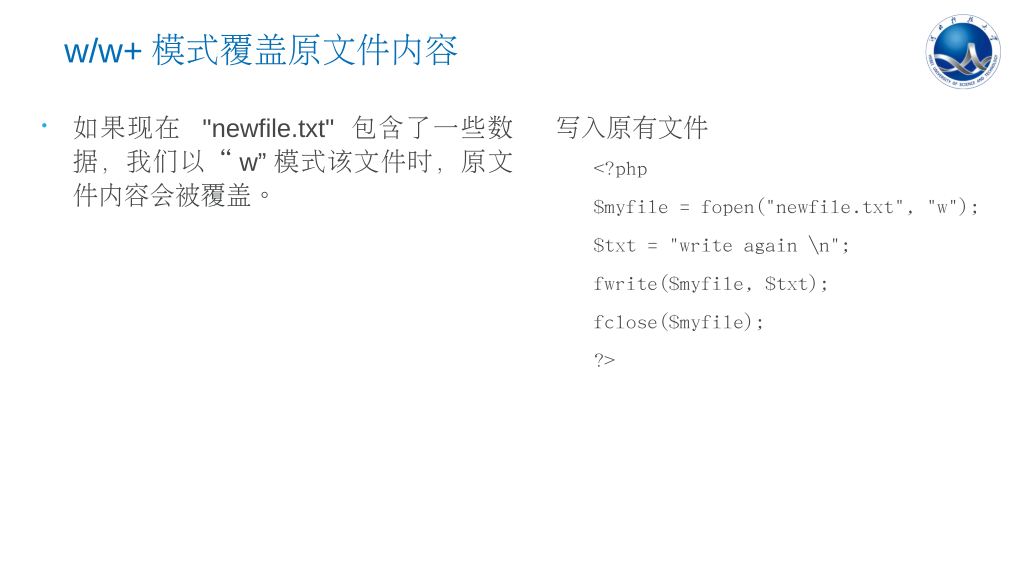 w/w+ 模式覆盖原文件内容
• 如果现在 "newfile.txt" 包含了一些数
据，我们以“ w” 模式该文件时，原文
件内容会被覆盖。
写入原有文件
<?php
$myfile = fopen("newfile.txt", "w");
$txt = "write again \n";
fwrite($myfile, $txt);
fclose($myfile);
?>